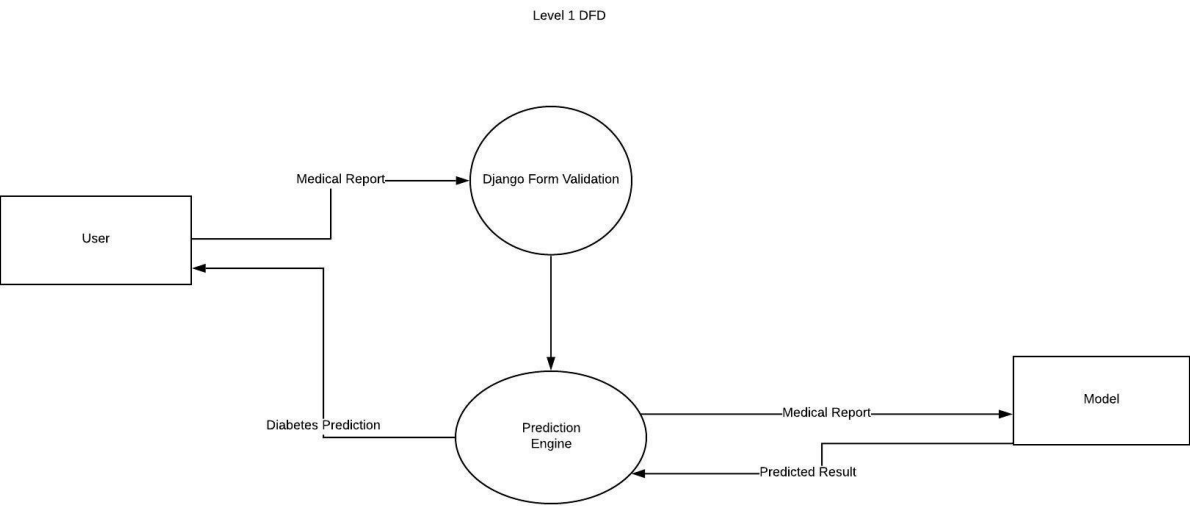 Level 1 DFD
Medical Report
Django Form Validation
User
Diabetes Prediction
Prediction
Engine
Medical Report
Model
Predicted Result